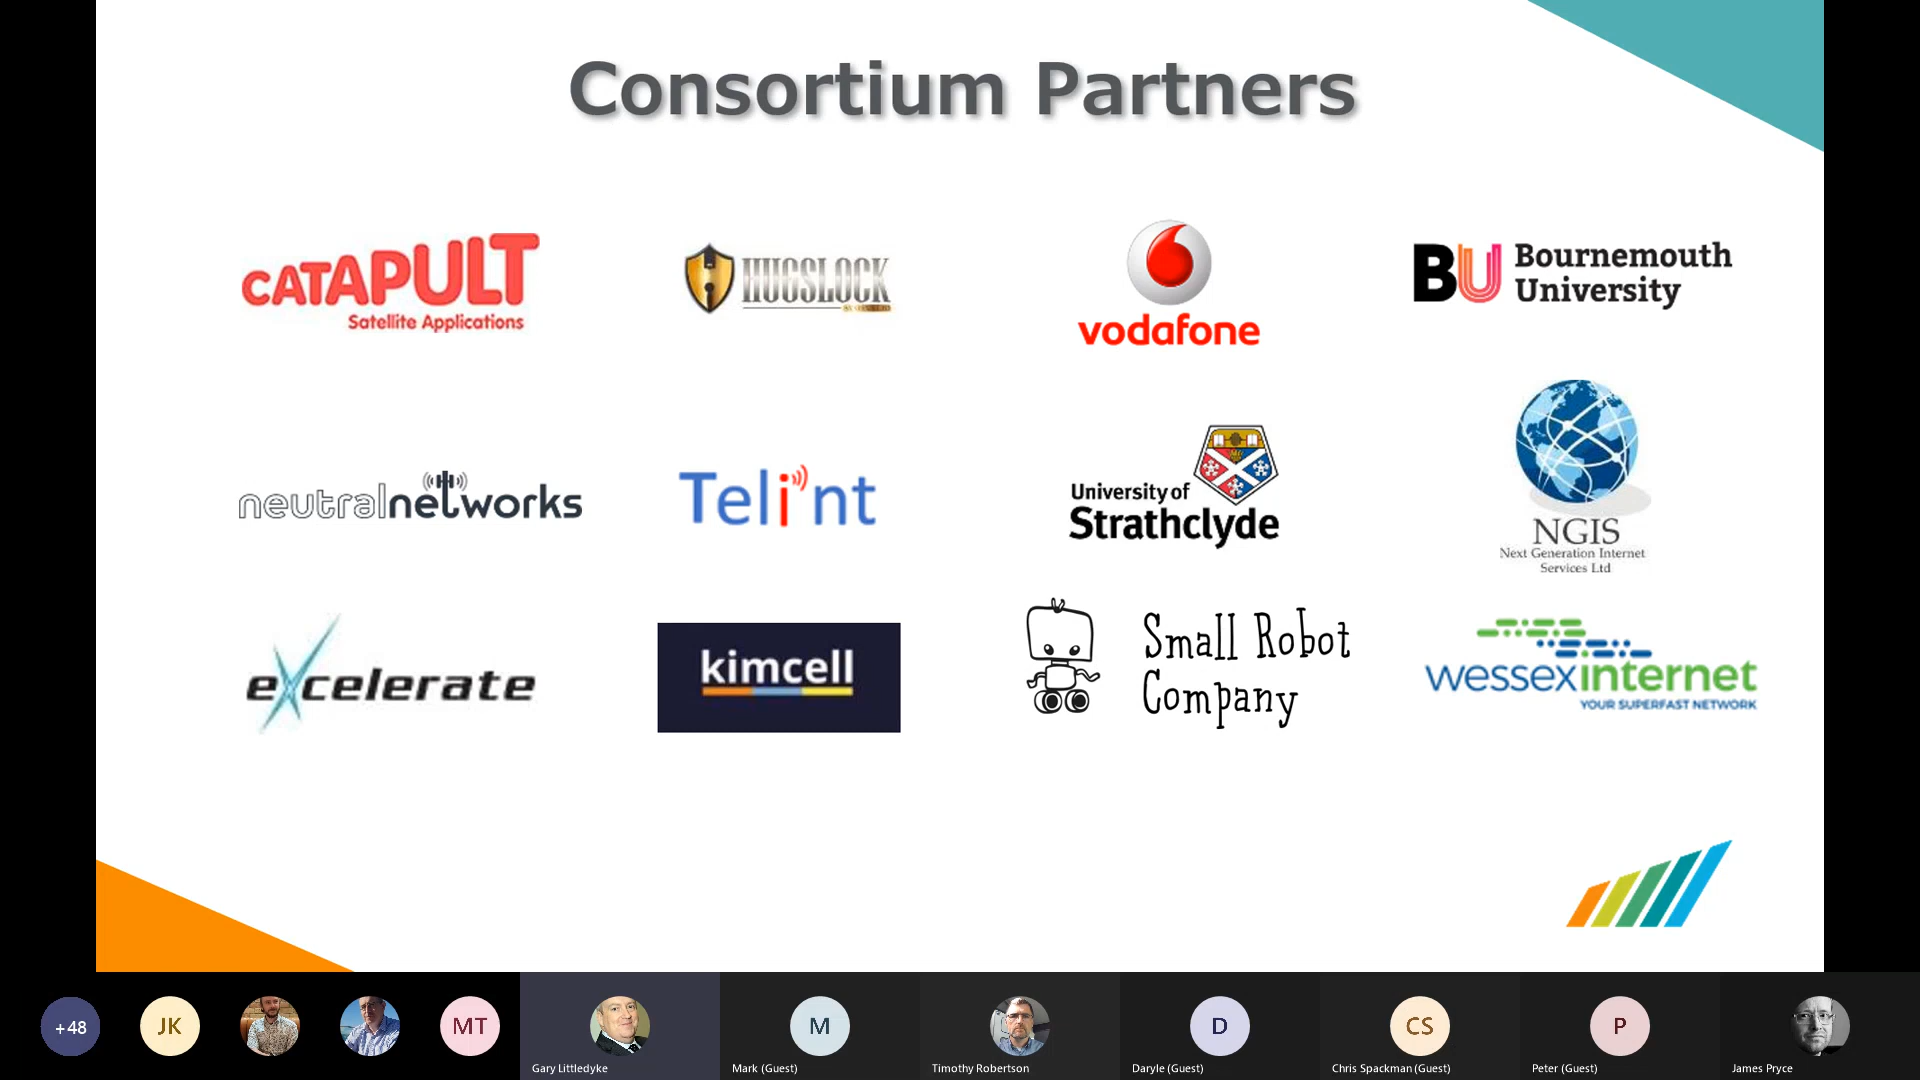 Consortium Partners
CATAPULT
Satellite Applications
HUGSLOCK
vodafone
BU
Bournemouth
University
neutralnetworks
Telint
University of
Strathclyde
NGIS
Next Generation Internet
Services Ltd
excelerate
kimcell
Small Robot
Company
wessexinternet
YOUR SUPERFAST NETWORK
+48
JK
MT
M
D
CS
P
Gary Littledyke
Mark (Guest)
Timothy Robertson
Daryle (Guest)
Chris Spackman (Guest)
Peter (Guest)
James Pryce